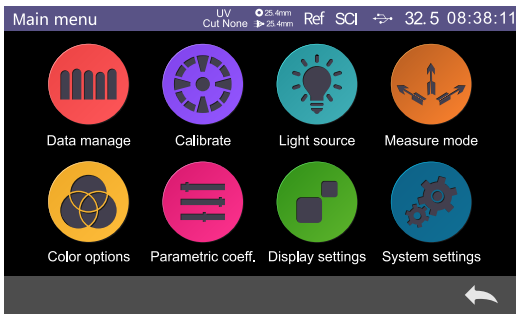 Main menu
UV
Cut None
25.4mm
25.4mm
Ref SCI 32.5 08:38:11
Data manage Calibrate Light source Measure mode
Color options Parametric coeff. Display settings System settings